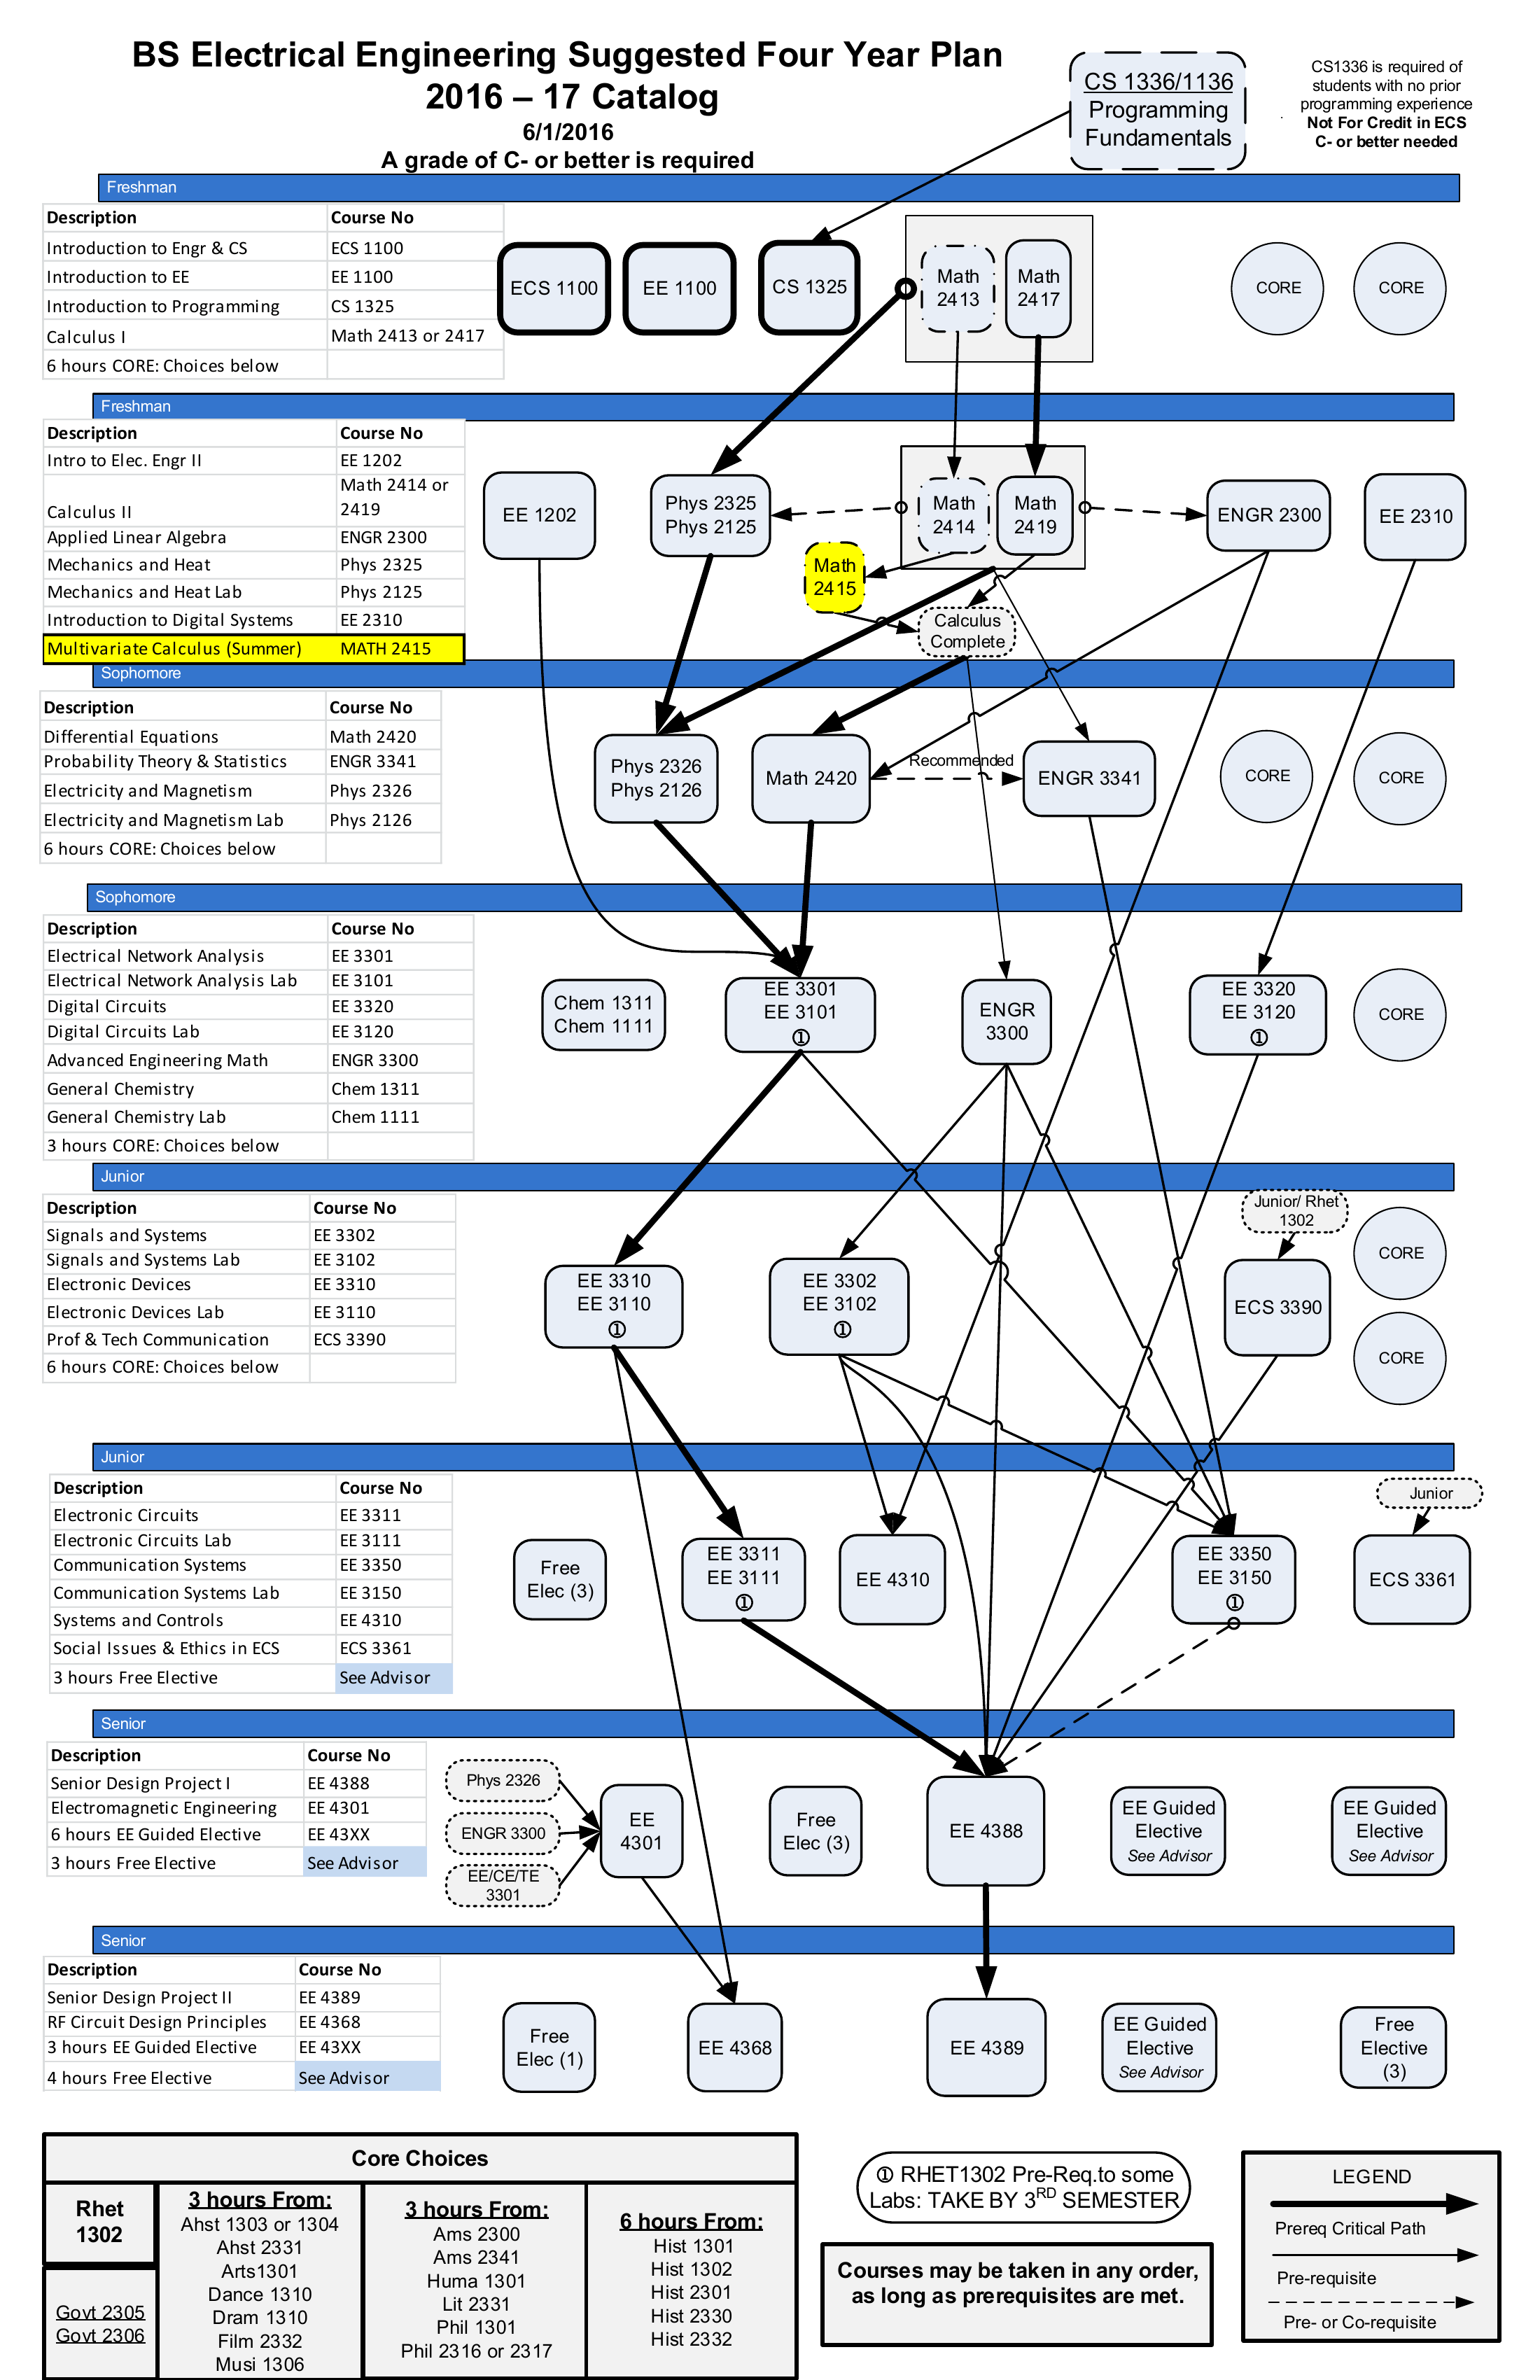 BS Electrical Engineering Suggested Four Year Plan
2016 – 17 Catalog
6/1/2016
A grade of C- or better is required
CS 1336/1136
Programming
Fundamentals
CS1336 is required of
students with no prior
programming experience
Not For Credit in ECS
C- or better needed
Freshman
Description Course No
Introduction to Engr & CS ECS 1100
Introduction to EE EE 1100
Introduction to Programming CS 1325
Calculus I Math 2413 or 2417
6 hours CORE: Choices below
ECS 1100
EE 1100
CS 1325
Math
2413
Math
2417
CORE
CORE
Freshman
Description Course No
Intro to Elec. Engr II EE 1202
Math 2414 or
Calculus II 2419
Applied Linear Algebra ENGR 2300
Mechanics and Heat Phys 2325
Mechanics and Heat Lab Phys 2125
Introduction to Digital Systems EE 2310
Multivariate Calculus (Summer) MATH 2415
EE 1202
Phys 2325
Phys 2125
Math
2414
Math
2419
ENGR 2300
EE 2310
Math
2415
Calculus
Complete
Sophomore
Description Course No
Differential Equations Math 2420
Probability Theory & Statistics ENGR 3341
Electricity and Magnetism Phys 2326
Electricity and Magnetism Lab Phys 2126
6 hours CORE: Choices below
Phys 2326
Phys 2126
Math 2420
Recommended
ENGR 3341
CORE
CORE
Sophomore
Description Course No
Electrical Network Analysis EE 3301
Electrical Network Analysis Lab EE 3101
Digital Circuits EE 3320
Digital Circuits Lab EE 3120
Advanced Engineering Math ENGR 3300
General Chemistry Chem 1311
General Chemistry Lab Chem 1111
3 hours CORE: Choices below
Chem 1311
Chem 1111
EE 3301
EE 3101
①
ENGR
3300
EE 3320
EE 3120
①
CORE
Junior
Description Course No
Signals and Systems EE 3302
Signals and Systems Lab EE 3102
Electronic Devices EE 3310
Electronic Devices Lab EE 3110
Prof & Tech Communication ECS 3390
6 hours CORE: Choices below
EE 3310
EE 3110
①
EE 3302
EE 3102
①
Junior/ Rhet
1302
ECS 3390
CORE
CORE
Junior
Description Course No
Electronic Circuits EE 3311
Electronic Circuits Lab EE 3111
Communication Systems EE 3350
Communication Systems Lab EE 3150
Systems and Controls EE 4310
Social Issues & Ethics in ECS ECS 3361
3 hours Free Elective See Advisor
Free
Elec (3)
EE 3311
EE 3111
①
EE 4310
EE 3350
EE 3150
①
Junior
ECS 3361
Senior
Description Course No
Senior Design Project I EE 4388
Electromagnetic Engineering EE 4301
6 hours EE Guided Elective EE 43XX
3 hours Free Elective See Advisor
Phys 2326
ENGR 3300
EE/CE/TE
3301
EE
4301
Free
Elec (3)
EE 4388
EE Guided
Elective
See Advisor
EE Guided
Elective
See Advisor
Senior
Description Course No
Senior Design Project II EE 4389
RF Circuit Design Principles EE 4368
3 hours EE Guided Elective EE 43XX
4 hours Free Elective See Advisor
Free
Elec (1)
EE 4368
EE 4389
EE Guided
Elective
See Advisor
Free
Elective
(3)
Core Choices
Rhet
1302
Govt 2305
Govt 2306
3 hours From:
Ahst 1303 or 1304
Ahst 2331
Arts1301
Dance 1310
Dram 1310
Film 2332
Musi 1306
3 hours From:
Ams 2300
Ams 2341
Huma 1301
Lit 2331
Phil 1301
Phil 2316 or 2317
6 hours From:
Hist 1301
Hist 1302
Hist 2301
Hist 2330
Hist 2332
① RHET1302 Pre-Req.to some
Labs: TAKE BY 3RD SEMESTER
Courses may be taken in any order,
as long as prerequisites are met.
LEGEND
Prereq Critical Path
Pre-requisite
Pre- or Co-requisite